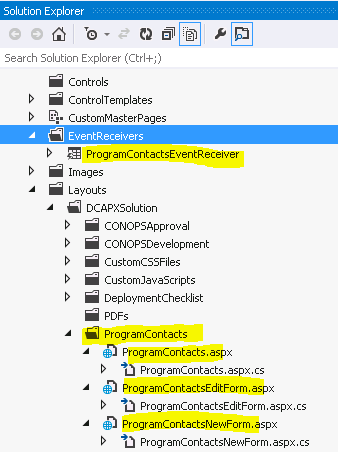 Solution Explorer
Search Solution Explorer (Ctrl+;)
Controls
ControlTemplates
CustomMasterPages
EventReceivers
ProgramContactsEventReceiver
Images
Layouts
DCAPXSolution
CONOPSApproval
CONOPSDevelopment
CustomCSSFiles
CustomJavaScripts
DeploymentChecklist
PDFs
ProgramContacts
ProgramContacts.aspx
ProgramContacts.aspx.cs
ProgramContactsEditForm.aspx
ProgramContactsEditForm.aspx.cs
ProgramContactsNewForm.aspx
ProgramContactsNewForm.aspx.cs